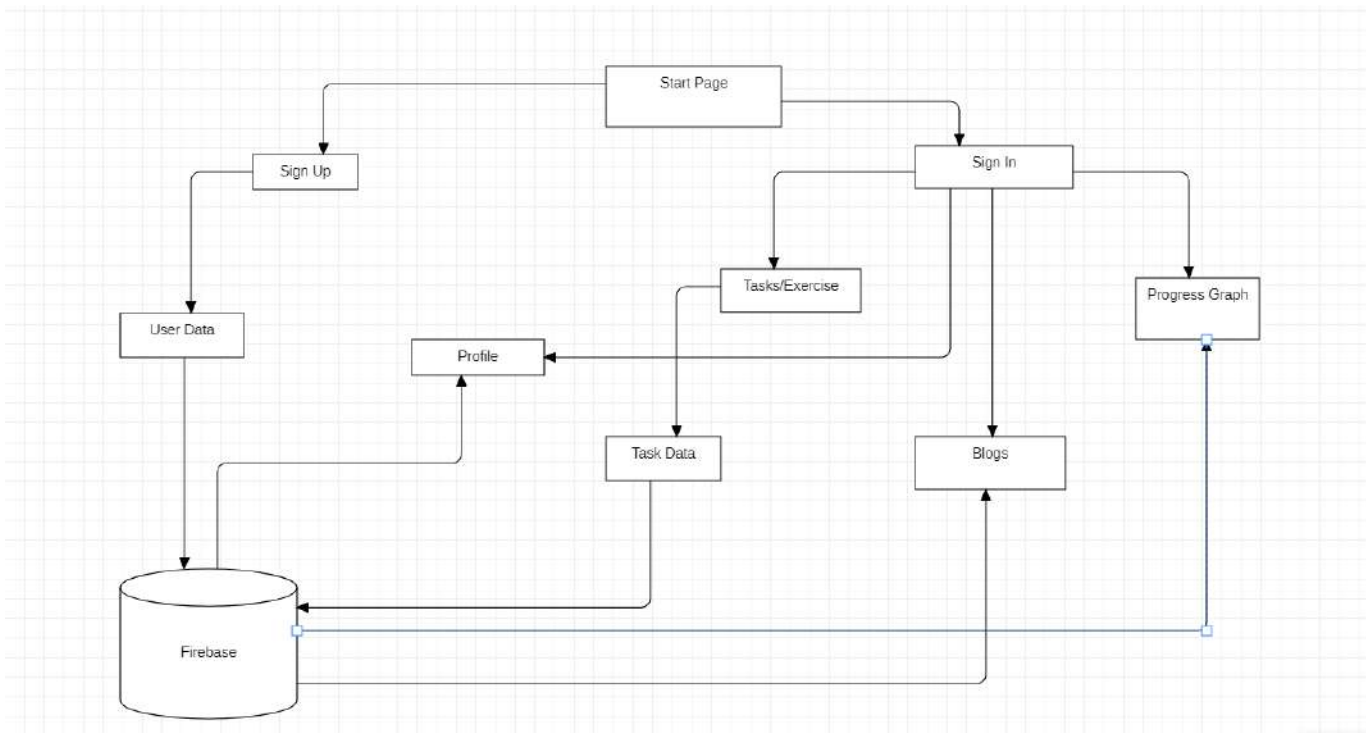 Start Page
Sign Up
Sign In
Tasks/Exercise
Progress Graph
User Data
Profile
Task Data
Blogs
Firebase